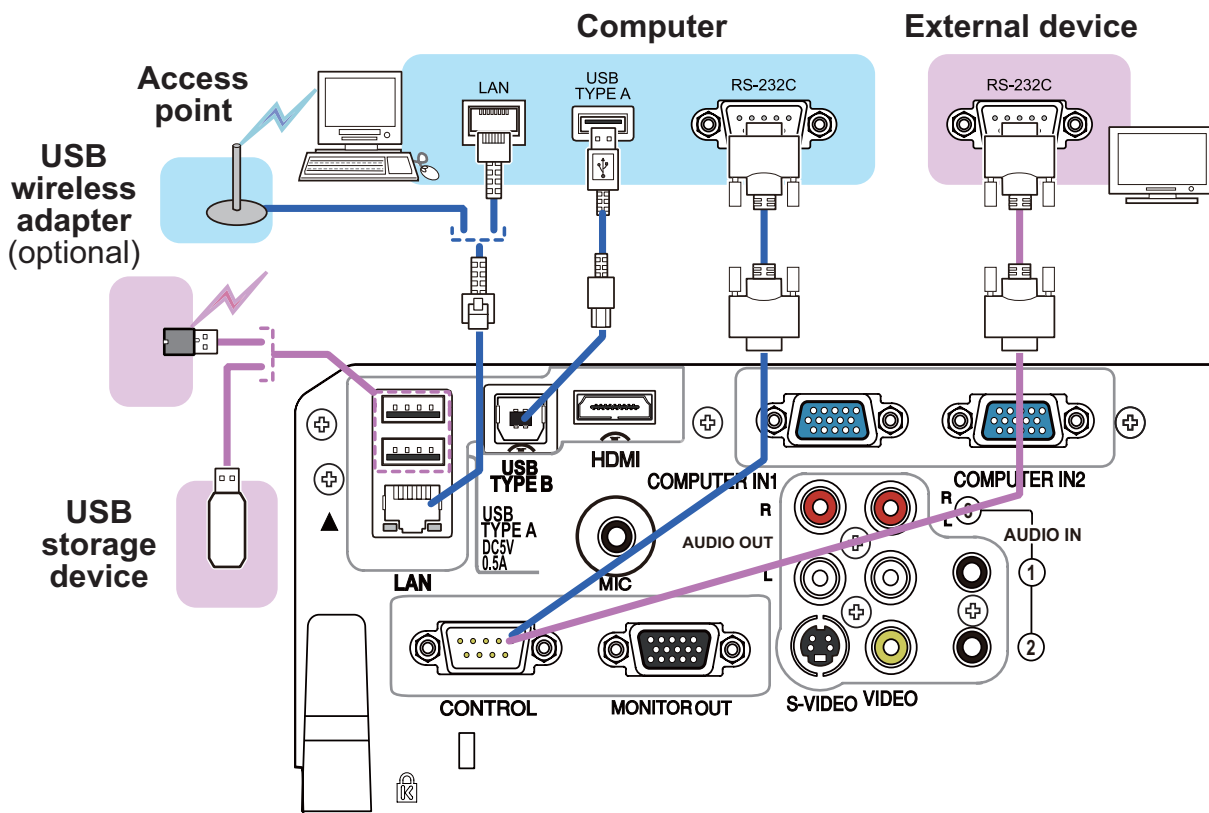 Computer
External device
Access
point
LAN
USB
TYPE A
RS-232C
RS-232C
USB
wireless
adapter
(optional)
USB
storage
device
USB
TYPE B
HDMI
COMPUTER IN1
COMPUTER IN2
USB
TYPE A
DC5V
0.5A
LAN
MIC
R
AUDIO OUT
L
R
L
3
AUDIO IN
1
2
CONTROL
MONITOR OUT
S-VIDEO
VIDEO
K